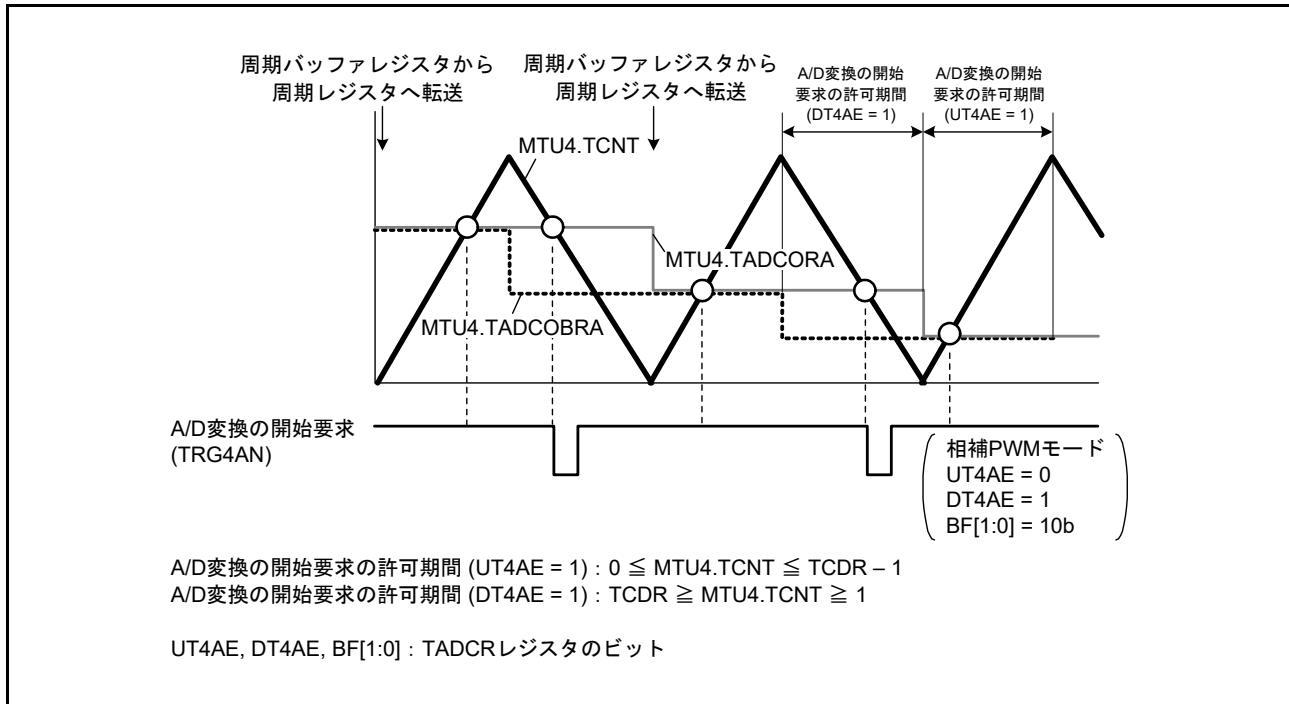 周期バッファレジスタから
周期レジスタへ転送
周期バッファレジスタから
周期レジスタへ転送
A/D変換の開始
要求の許可期間
(DT4AE = 1)
A/D変換の開始
要求の許可期間
(UT4AE = 1)
MTU4.TCNT
MTU4.TADCORA
MTU4.TADCOBRA
A/D変換の開始要求
(TRG4AN)
相補PWMモード
UT4AE = 0
DT4AE = 1
BF[1:0] = 10b
A/D変換の開始要求の許可期間 (UT4AE = 1) : 0 ≦ MTU4.TCNT ≦ TCDR – 1
A/D変換の開始要求の許可期間 (DT4AE = 1) : TCDR ≧ MTU4.TCNT ≧ 1
UT4AE, DT4AE, BF[1:0] : TADCRレジスタのビット